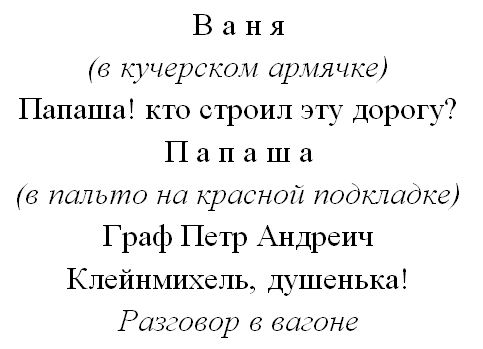 В а н я
(в кучерском армячке)
Папаша! кто строил эту дорогу?
П а п а ш а
(в пальто на красной подкладке)
Граф Петр Андреич
Клейнмихель, душенька!
Разговор в вагоне